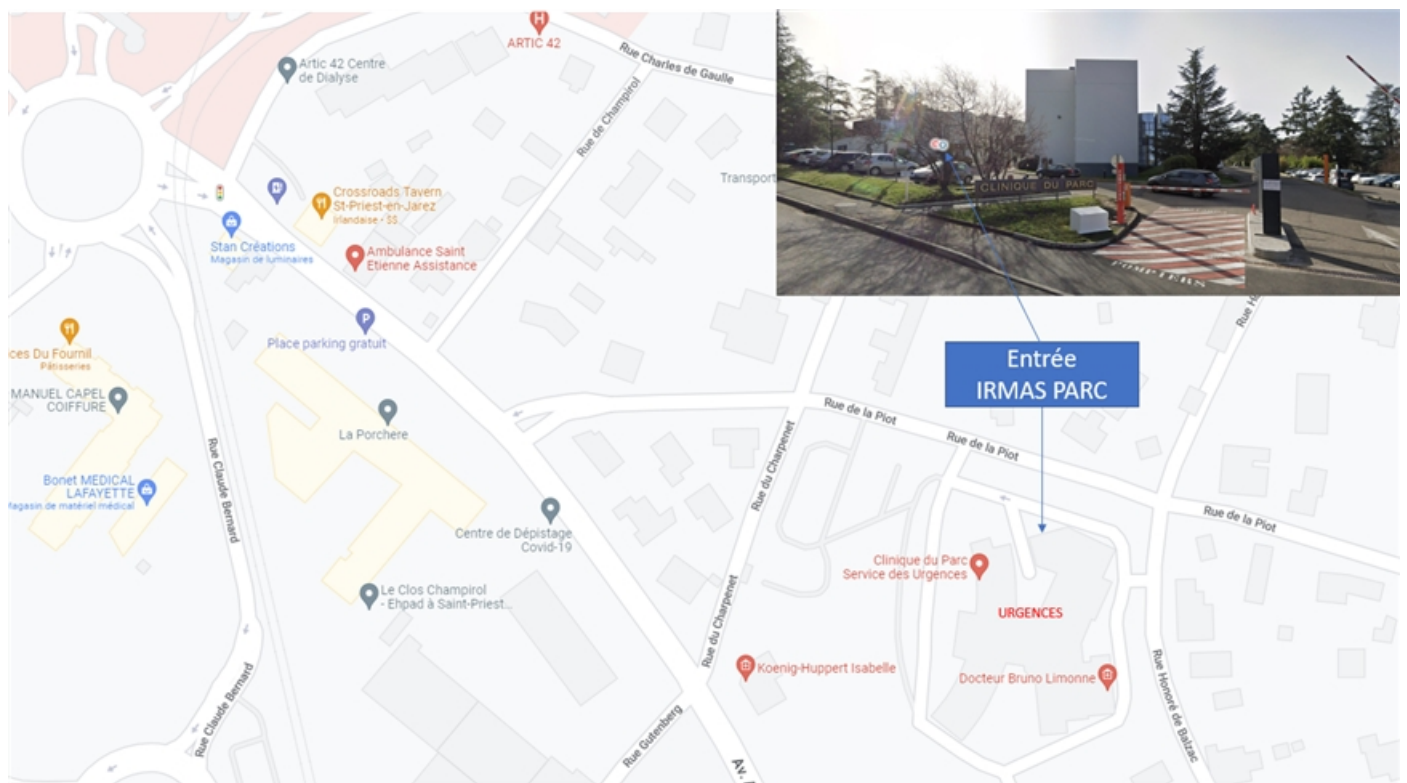 ARTIC 42
Rue Charles de Gaulle
Artic 42 Centre
de Dialyse
Rue de Champirol
Transport
CLINIQUE DU PARC
POMPIERS
Crossroads Tavern
St-Priest-en-Jarez
Irlandaise • $$
Stan Créations
Magasin de luminaires
Ambulance Saint
Etienne Assistance
P
Place parking gratuit
ces Du Fournil
Pâtisseries
MANUEL CAPEL
COIFFURE
La Porchere
Entrée
IRMAS PARC
Rue de la Piot
Rue de la Piot
Rue de la Piot
Rue du Charpenet
Rue Claude Bernard
Bonet MEDICAL
LAFAYETTE
Magasin de matériel médical
Centre de Dépistage
Covid-19
Clinique du Parc
Service des Urgences
Le Clos Champirol
- Ehpad à Saint-Priest...
URGENCES
Rue du Charpenet
Koenig-Huppert Isabelle
Docteur Bruno Limonne
Rue Honoré de Balzac
Rue Claude Bernard
Rue Gutenberg
Av.